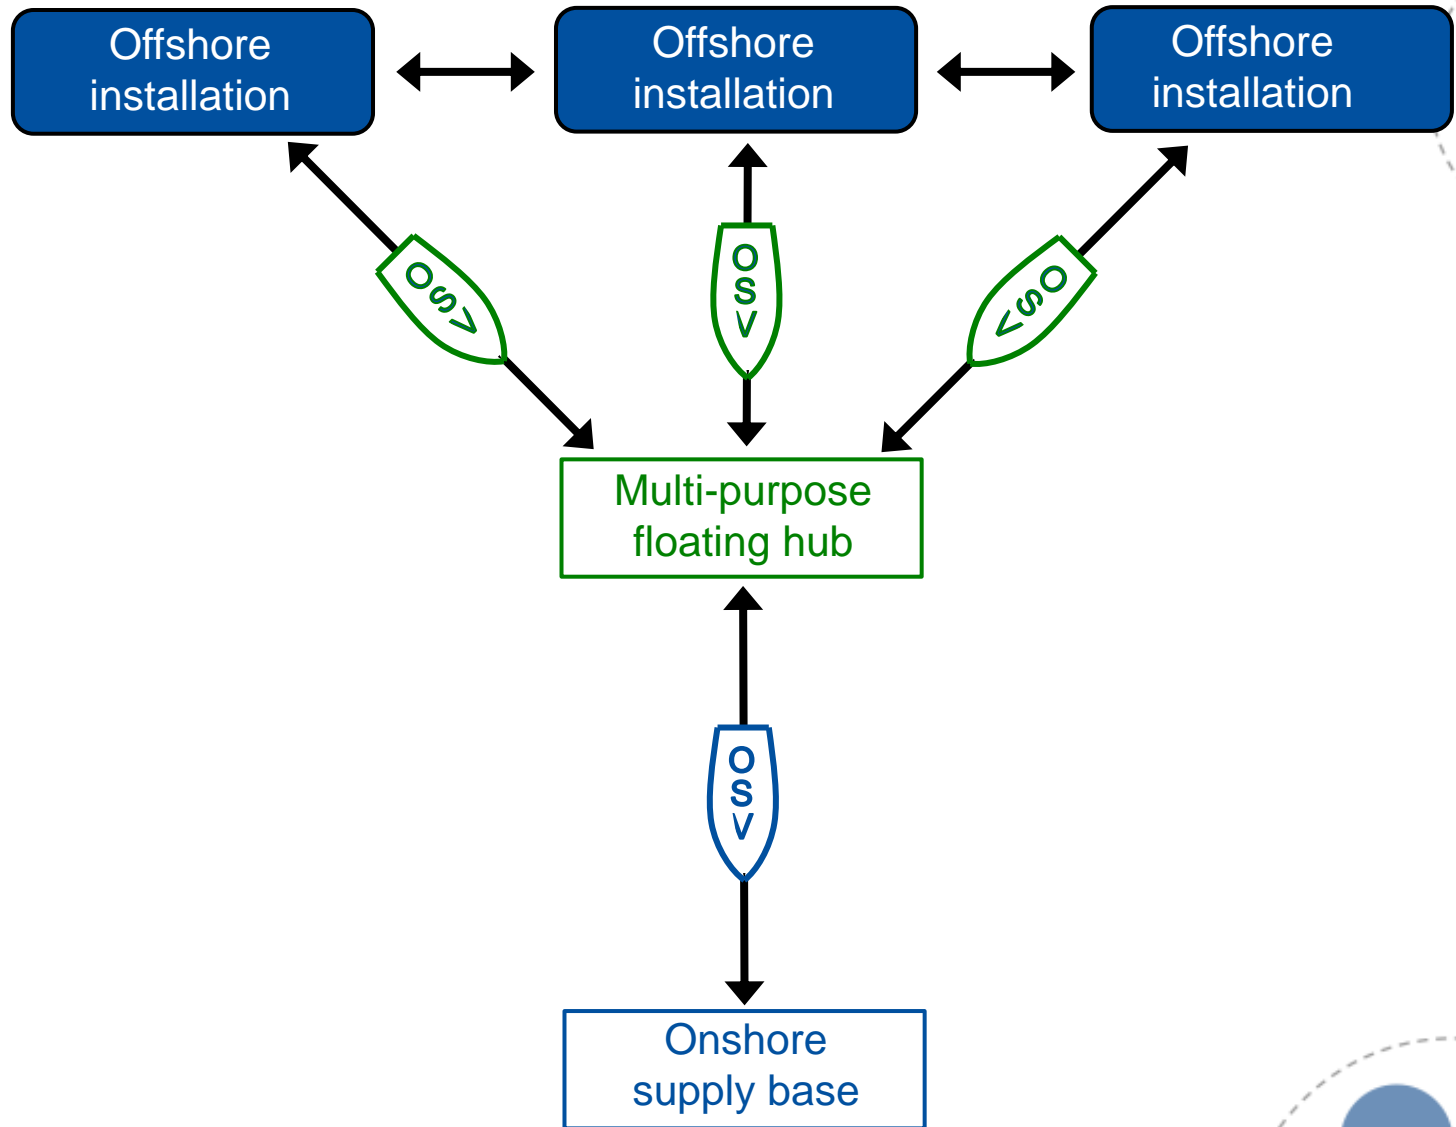 Offshore
installation
Offshore
installation
Offshore
installation
OSV
OSV
OSV
Multi-purpose
floating hub
OSV
Onshore
supply base